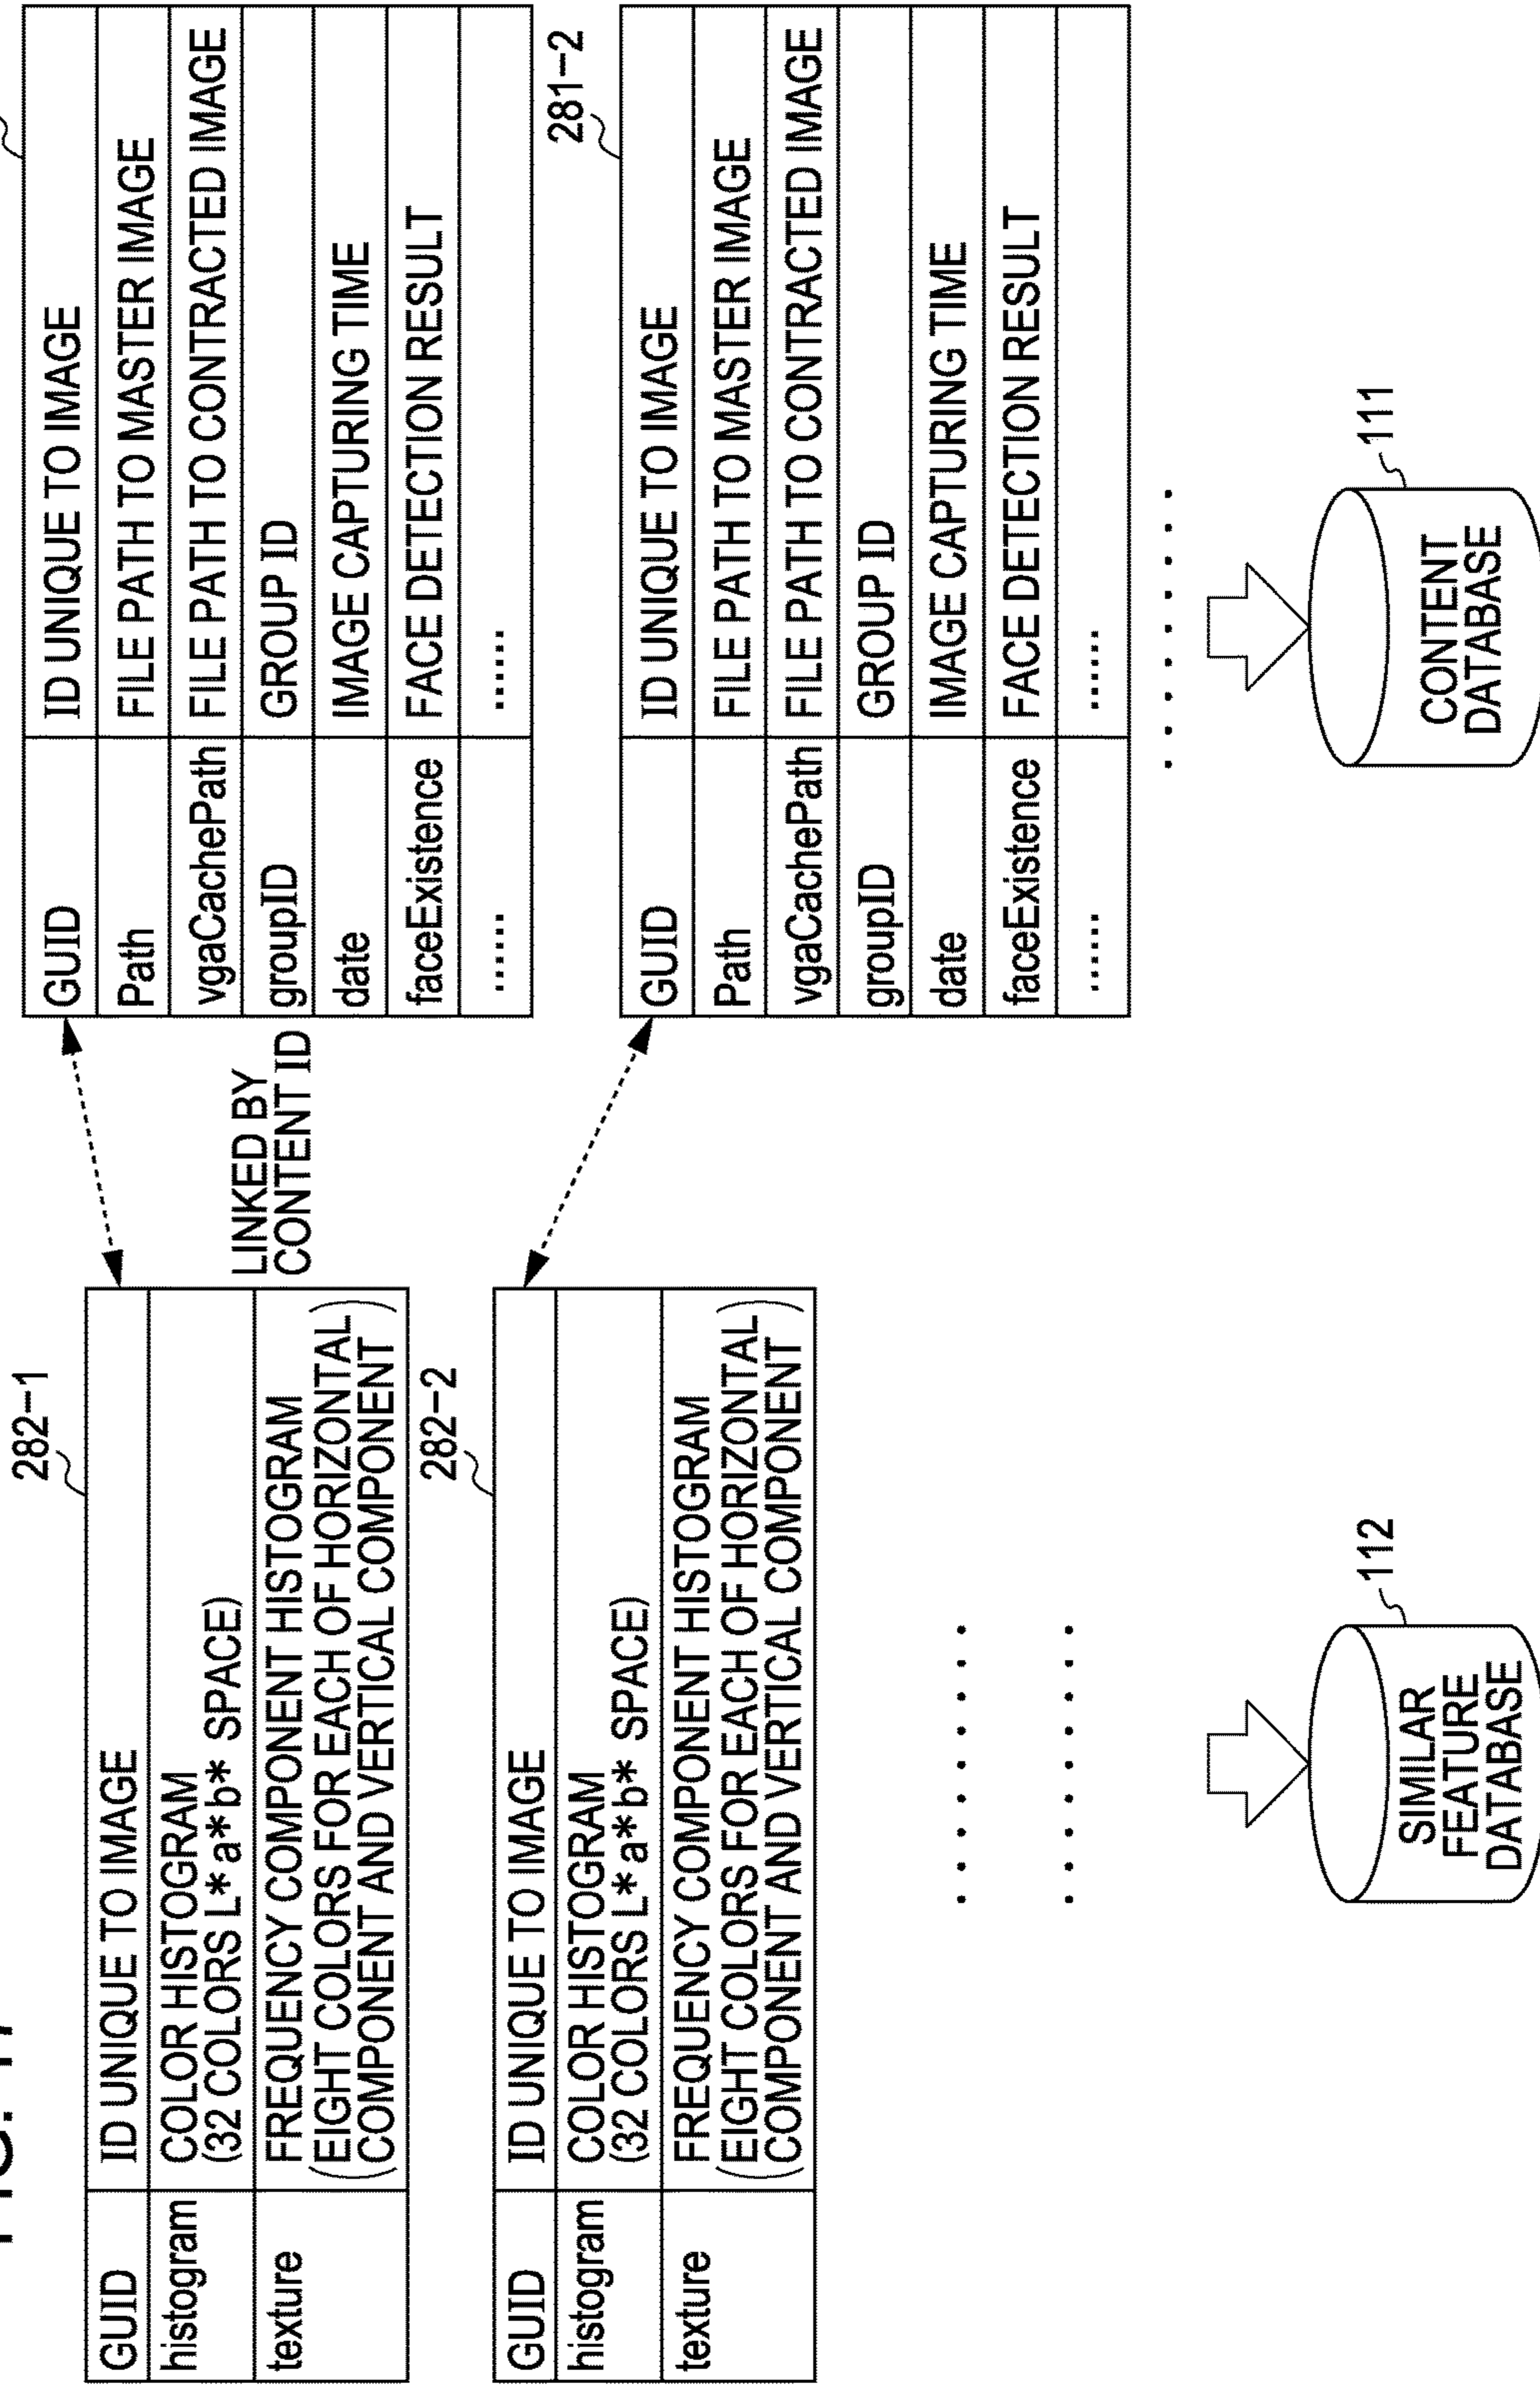 282-1
GUID ID UNIQUE TO IMAGE
histogram COLOR HISTOGRAM
(32 COLORS L*a*b* SPACE)
texture FREQUENCY COMPONENT HISTOGRAM
(EIGHT COLORS FOR EACH OF HORIZONTAL
COMPONENT AND VERTICAL COMPONENT)
282-2
GUID ID UNIQUE TO IMAGE
histogram COLOR HISTOGRAM
(32 COLORS L*a*b* SPACE)
texture FREQUENCY COMPONENT HISTOGRAM
(EIGHT COLORS FOR EACH OF HORIZONTAL
COMPONENT AND VERTICAL COMPONENT)
.........
.........
112
SIMILAR
FEATURE
DATABASE
LINKED BY
CONTENT ID
GUID ID UNIQUE TO IMAGE
Path FILE PATH TO MASTER IMAGE
vgaCachePath FILE PATH TO CONTRACTED IMAGE
groupID GROUP ID
date IMAGE CAPTURING TIME
faceExistence FACE DETECTION RESULT
...... ......
281-2
GUID ID UNIQUE TO IMAGE
Path FILE PATH TO MASTER IMAGE
vgaCachePath FILE PATH TO CONTRACTED IMAGE
groupID GROUP ID
date IMAGE CAPTURING TIME
faceExistence FACE DETECTION RESULT
...... ......
.........
111
CONTENT
DATABASE